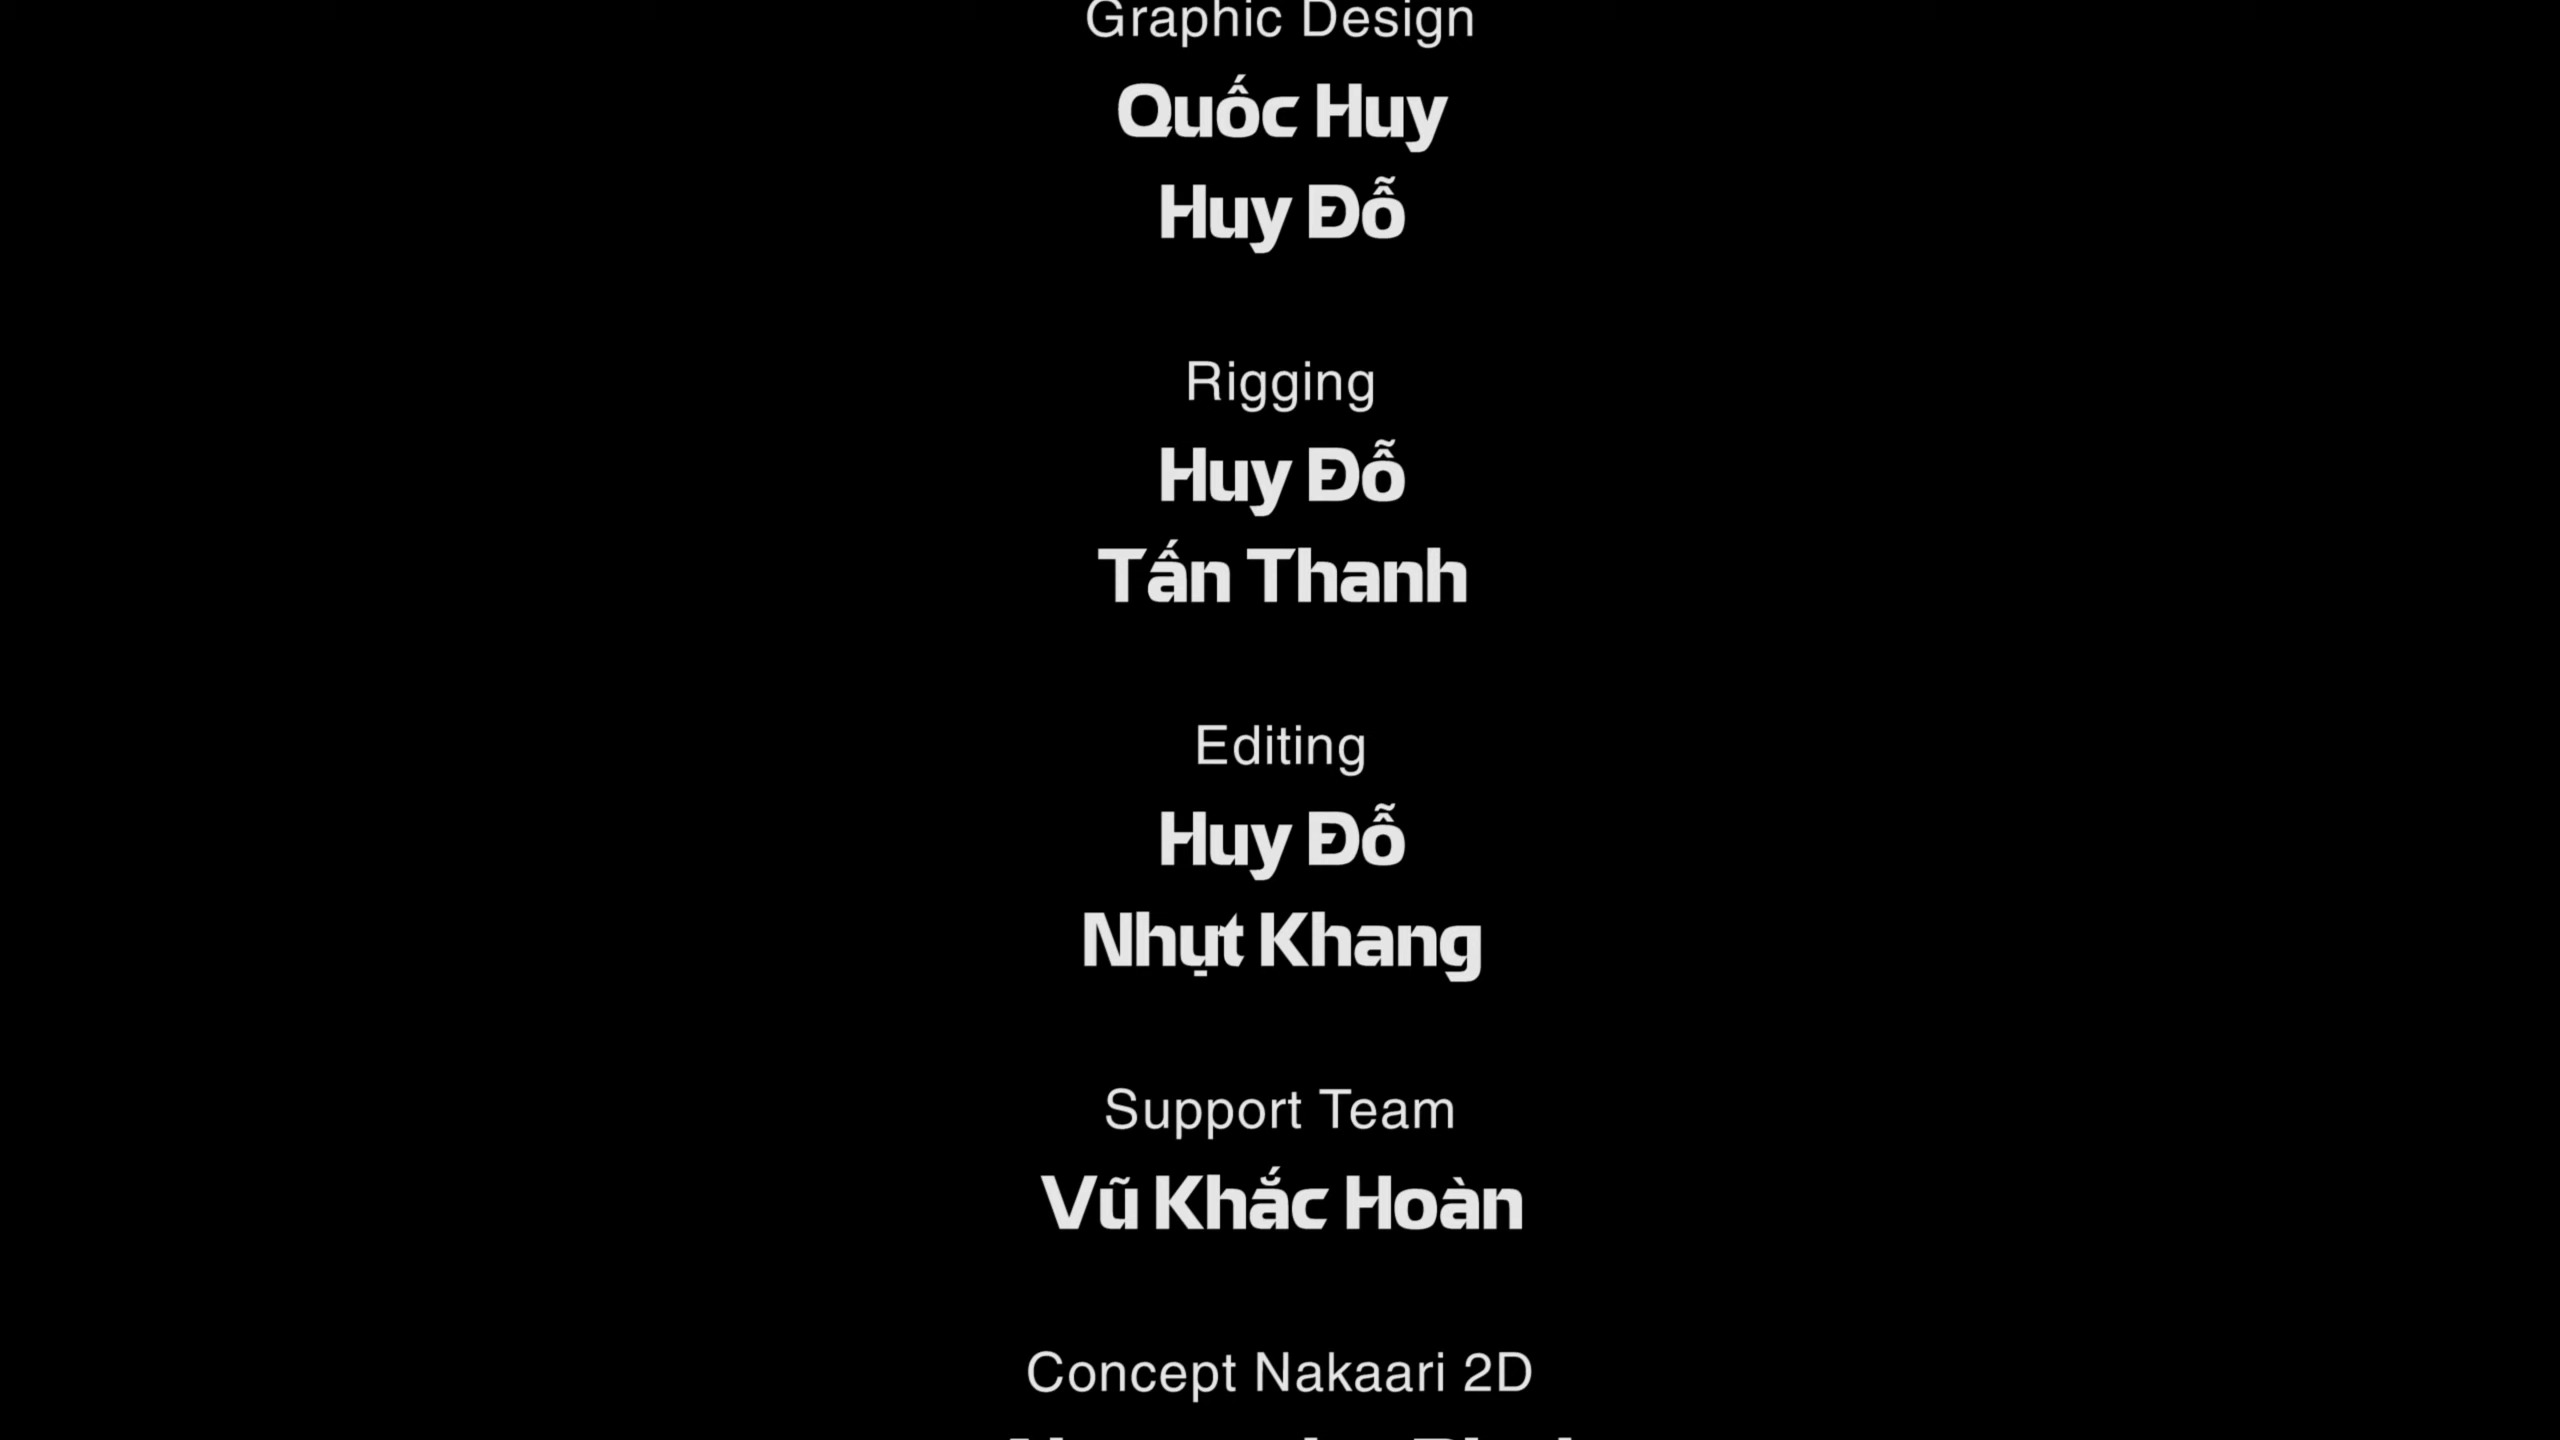 Graphic Design
Quốc Huy
Huy Đỗ
Rigging
Huy Đỗ
Tấn Thanh
Editing
Huy Đỗ
Nhựt Khang
Support Team
Vũ Khắc Hoàn
Concept Nakaari 2D